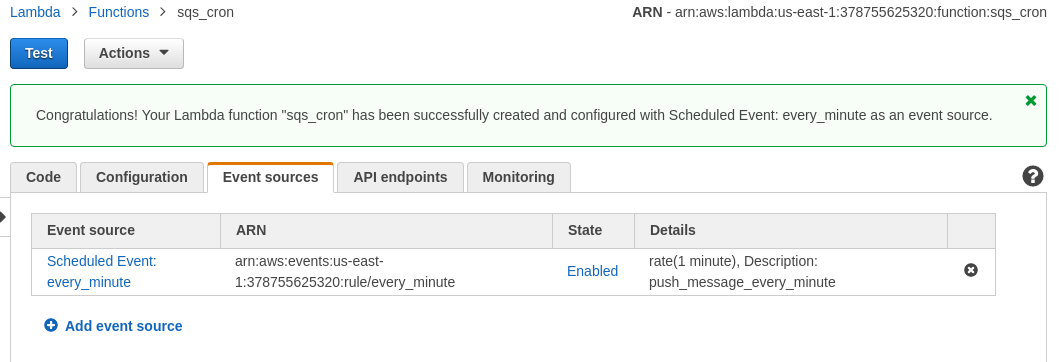 Lambda > Functions > sqs_cron ARN - arn:aws:lambda:us-east-1:378755625320:function:sqs_cron
Test Actions
Congratulations! Your Lambda function "sqs_cron" has been successfully created and configured with Scheduled Event: every_minute as an event source.
Code Configuration Event sources API endpoints Monitoring
Event source ARN State Details
Scheduled Event: arn:aws:events:us-east- Enabled rate(1 minute), Description:
every_minute 1:378755625320:rule/every_minute push_message_every_minute
Add event source